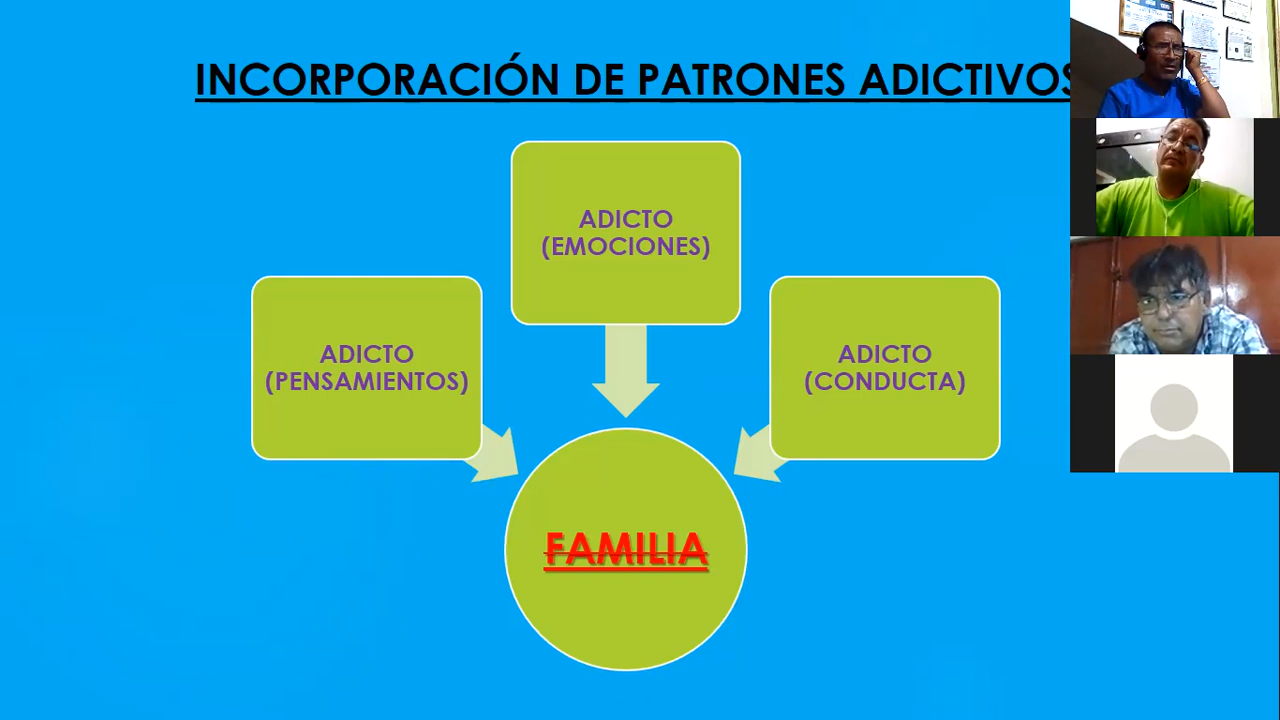 INCORPORACIÓN DE PATRONES ADICTIVOS
ADICTO
(EMOCIONES)
ADICTO
(PENSAMIENTOS)
ADICTO
(CONDUCTA)
FAMILIA